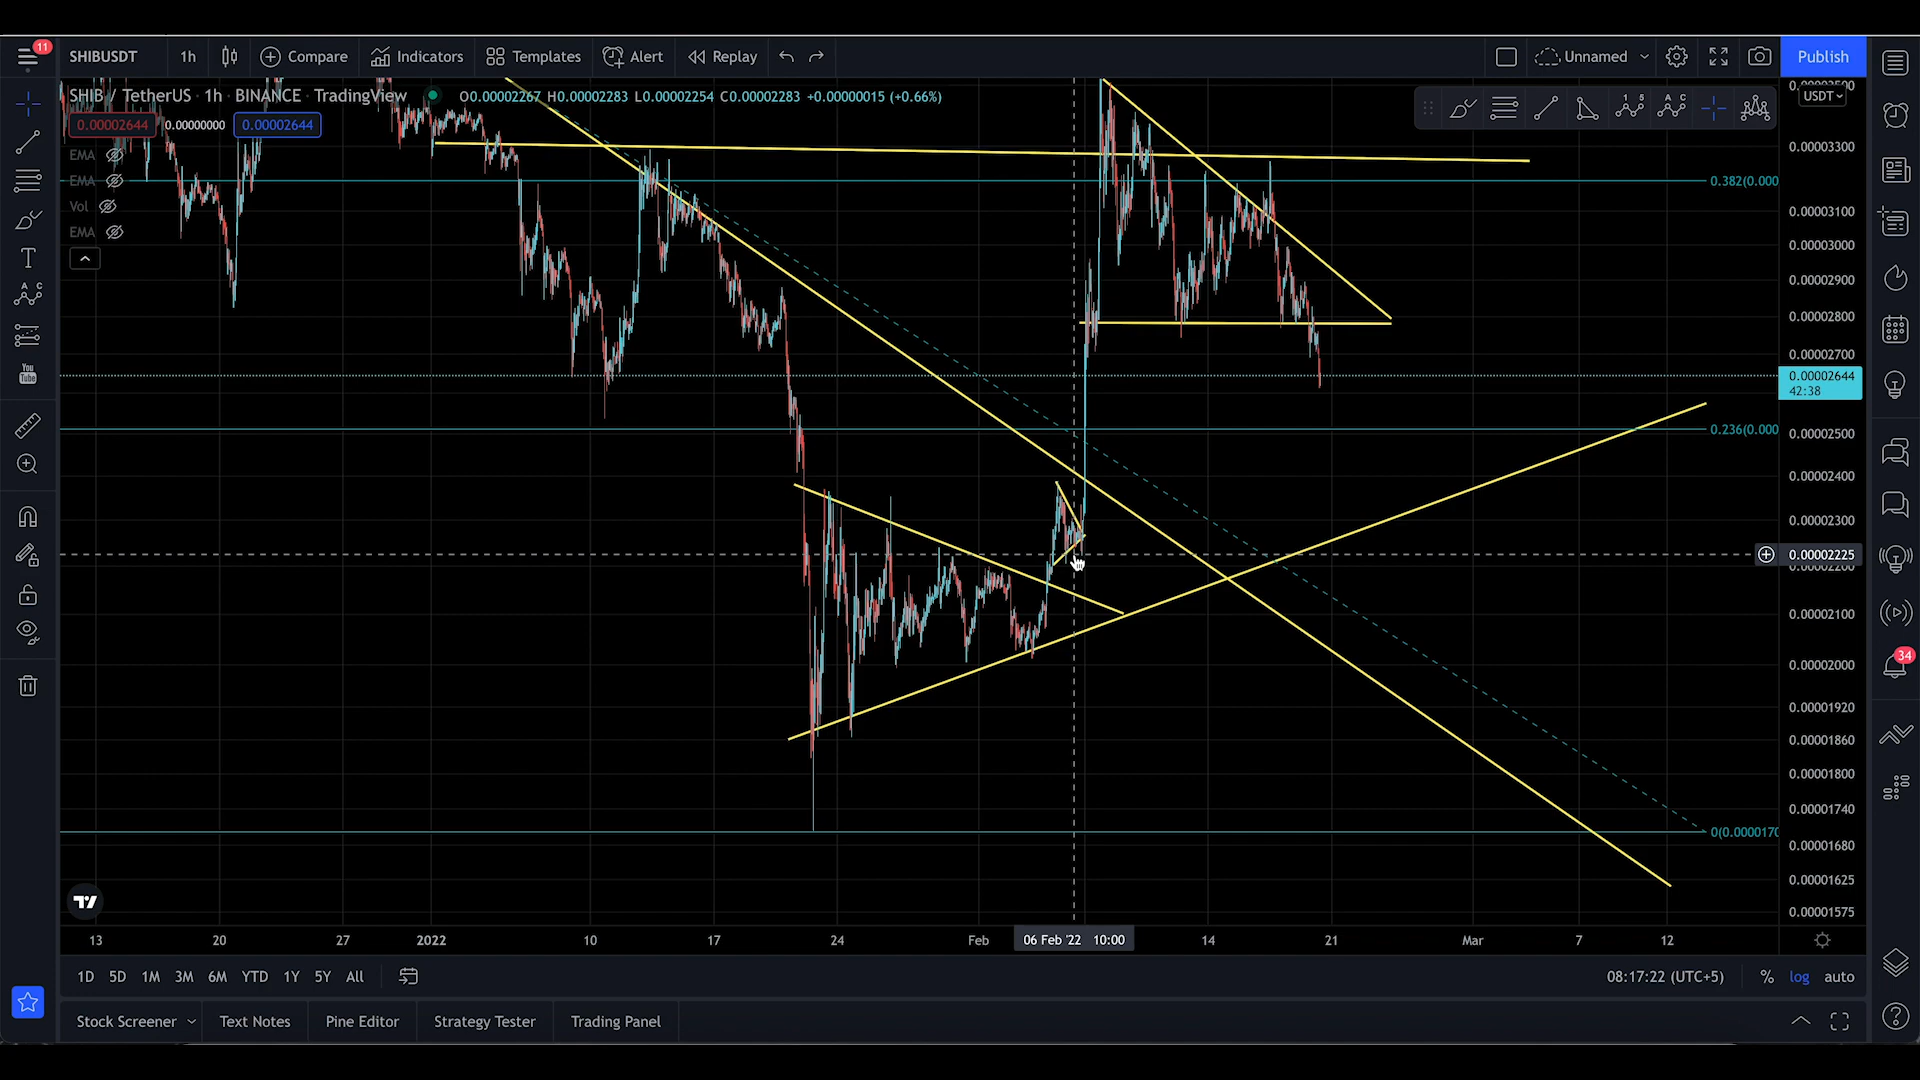 11
SHIBUSDT 1h Compare Indicators Templates Alert Replay Unnamed Publish
SHIB / TetherUS · 1h · BINANCE · TradingView O0.00002267 H0.00002283 L0.00002254 C0.00002283 +0.00000015 (+0.66%)
0.00002644 0.00000000 0.00002644
EMA
EMA
Vol
EMA
A C
You
Tube
1 5
A C
USDT
0.00003300
0.382(0.000
0.00003100
0.00003000
0.00002900
0.00002800
0.00002700
0.00002644
42:38
0.236(0.000
0.00002500
0.00002400
0.00002300
0.00002225
0.00002200
0.00002100
0.00002000
0.00001920
0.00001860
0.00001800
0.00001740
0(0.0000170
0.00001680
0.00001625
0.00001575
34
13 20 27 2022 10 17 24 Feb 06 Feb '22 10:00 14 21 Mar 7 12
1D 5D 1M 3M 6M YTD 1Y 5Y All 08:17:22 (UTC+5) % log auto
Stock Screener Text Notes Pine Editor Strategy Tester Trading Panel